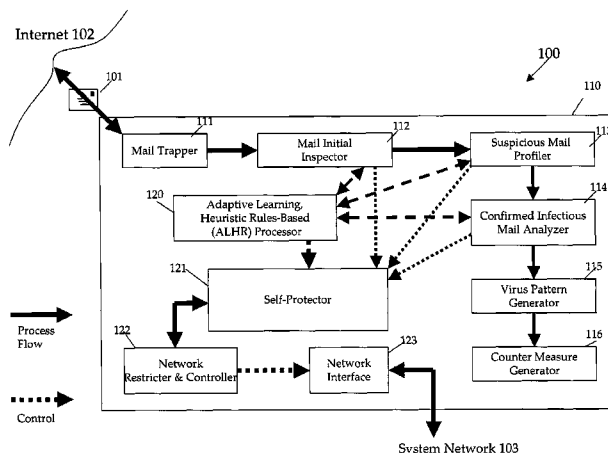 Internet 102
101
100
110
111
Mail Trapper
112
Mail Initial
Inspector
113
Suspicious Mail
Profiler
120
Adaptive Learning,
Heuristic Rules-Based
(ALHR) Processor
114
Confirmed Infectious
Mail Analyzer
121
Self-Protector
115
Virus Pattern
Generator
Process
Flow
122
Network
Restricter & Controller
123
Network
Interface
116
Counter Measure
Generator
Control
System Network 103